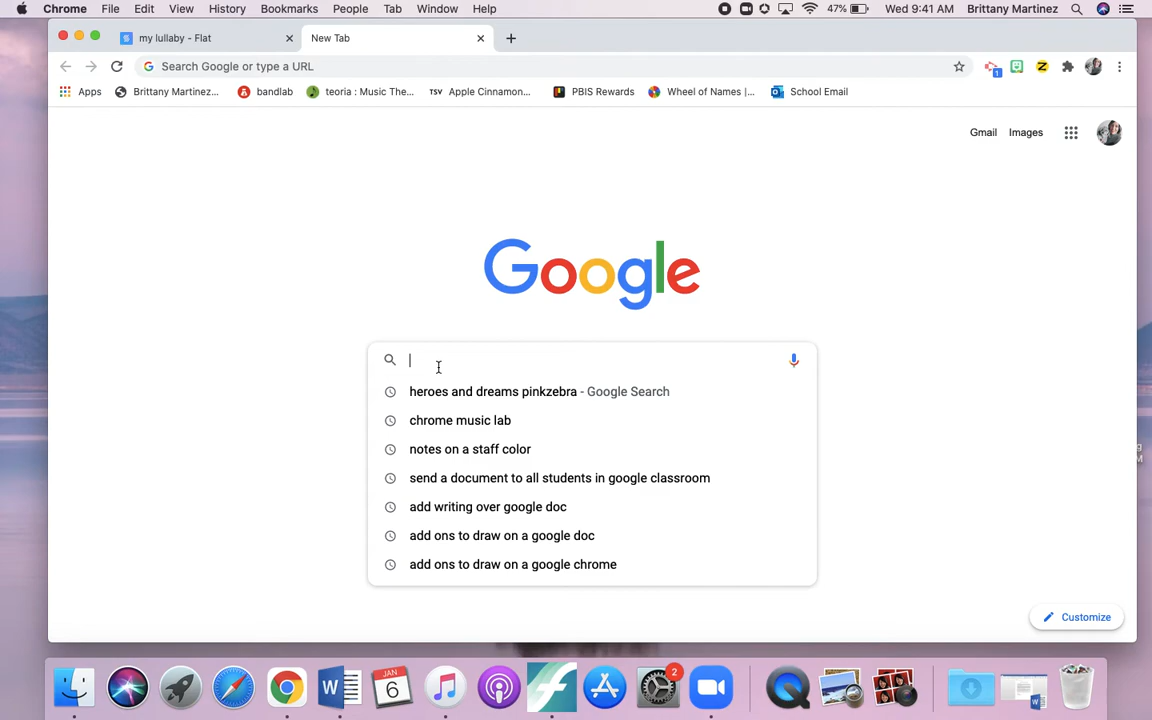 Chrome File Edit View History Bookmarks People Tab Window Help 47% Wed 9:41 AM Brittany Martinez
my lullaby - Flat New Tab
Search Google or type a URL 1
Apps Brittany Martinez... bandlab teoria : Music The... TSV Apple Cinnamon... PBIS Rewards Wheel of Names |... School Email
Gmail Images
Google
heroes and dreams pinkzebra - Google Search
chrome music lab
notes on a staff color
send a document to all students in google classroom
add writing over google doc
add ons to draw on a google doc
add ons to draw on a google chrome
Customize
JAN 6 2